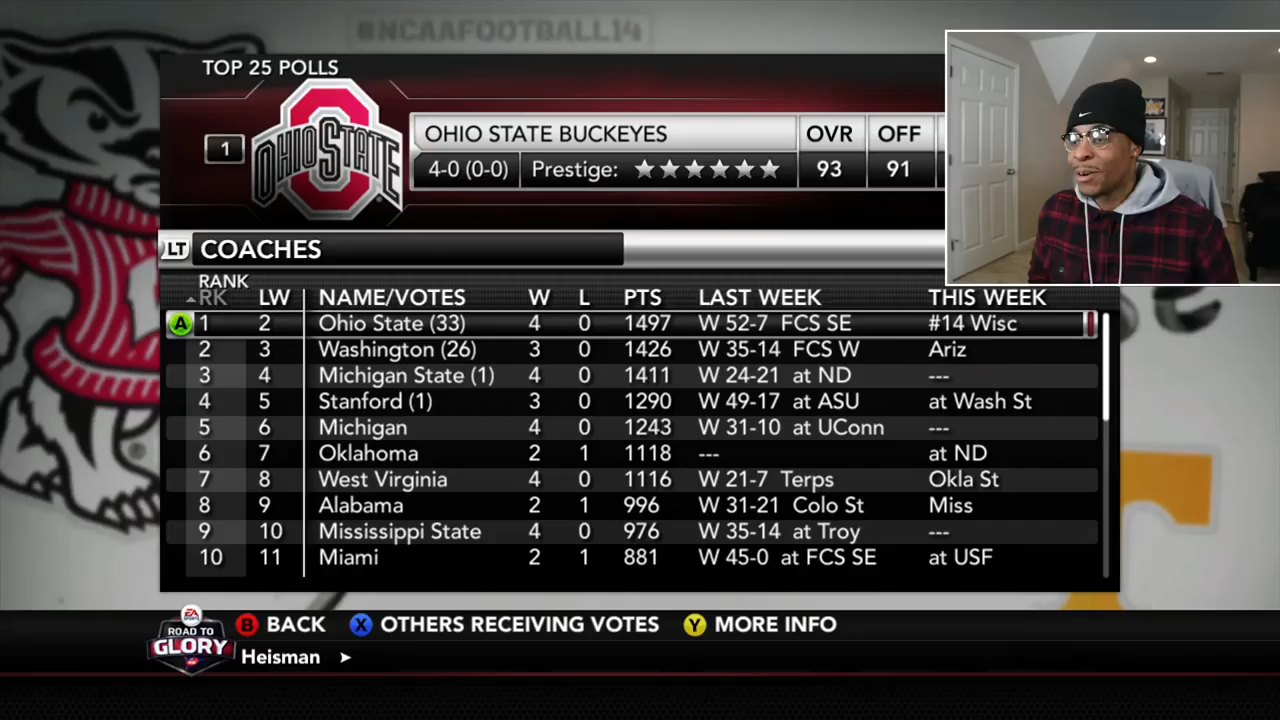 #NCAAFOOTBALL14
TOP 25 POLLS
1
OHIO STATE
OHIO STATE BUCKEYES OVR OFF
4-0 (0-0) Prestige: 93 91
LT COACHES
RANK
RK LW NAME/VOTES W L PTS LAST WEEK THIS WEEK
A 1 2 Ohio State (33) 4 0 1497 W 52-7 FCS SE #14 Wisc
2 3 Washington (26) 3 0 1426 W 35-14 FCS W Ariz
3 4 Michigan State (1) 4 0 1411 W 24-21 at ND ---
4 5 Stanford (1) 3 0 1290 W 49-17 at ASU at Wash St
5 6 Michigan 4 0 1243 W 31-10 at UConn ---
6 7 Oklahoma 2 1 1118 --- at ND
7 8 West Virginia 4 0 1116 W 21-7 Terps Okla St
8 9 Alabama 2 1 996 W 31-21 Colo St Miss
9 10 Mississippi State 4 0 976 W 35-14 at Troy ---
10 11 Miami 2 1 881 W 45-0 at FCS SE at USF
EA SPORTS
ROAD TO
GLORY
B BACK X OTHERS RECEIVING VOTES Y MORE INFO
Heisman